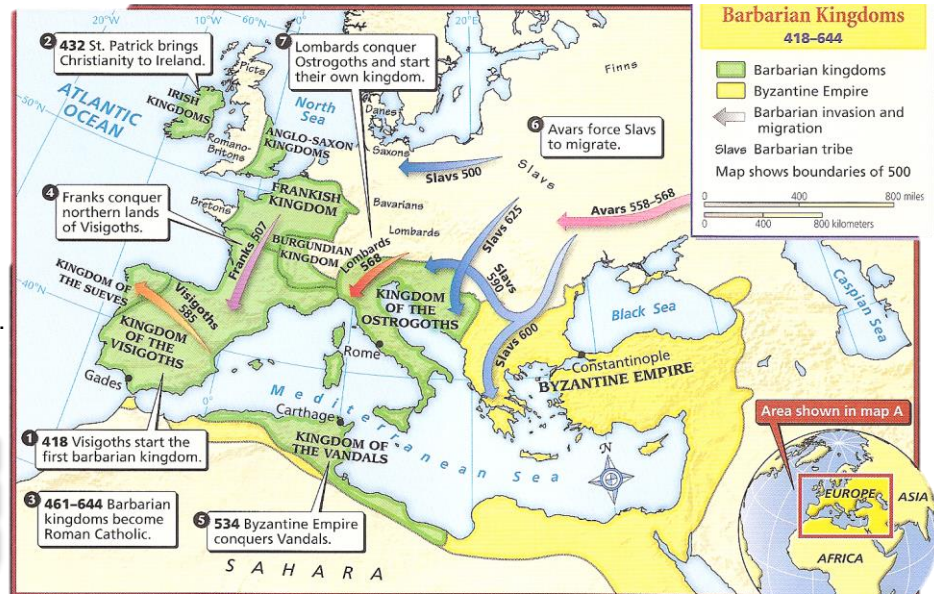 Barbarian Kingdoms
418–644
Barbarian kingdoms
Byzantine Empire
Barbarian invasion and
migration
Slavs Barbarian tribe
Map shows boundaries of 500
0 400 800 miles
0 400 800 kilometers
20°W
10°W
0°
10°E
20°E
60°N
50°N
40°N
0°
2 432 St. Patrick brings
Christianity to Ireland.
7 Lombards conquer
Ostrogoths and start
their own kingdom.
6 Avars force Slavs
to migrate.
4 Franks conquer
northern lands
of Visigoths.
1 418 Visigoths start the
first barbarian kingdom.
3 461–644 Barbarian
kingdoms become
Roman Catholic.
5 534 Byzantine Empire
conquers Vandals.
ATLANTIC
OCEAN
IRISH
KINGDOMS
Picts
North
Sea
Romano-
Britons
ANGLO-SAXON
KINGDOMS
Danes
Saxons
Finns
Slavs
Slavs 500
Bretons
FRANKISH
KINGDOM
Bavarians
Lombards
Avars 558–568
Slavs 625
Franks 507
BURGUNDIAN
KINGDOM
Lombards
568
Slavs
590
KINGDOM OF
THE SUEVES
Visigoths
585
KINGDOM
OF THE
VISIGOTHS
KINGDOM
OF THE
OSTROGOTHS
Slavs 600
Black Sea
Caspian Sea
Rome
Constantinople
BYZANTINE EMPIRE
Gades
Mediterranean Sea
Carthage
KINGDOM OF
THE VANDALS
N
SAHARA
Area shown in map A
EUROPE
ASIA
AFRICA